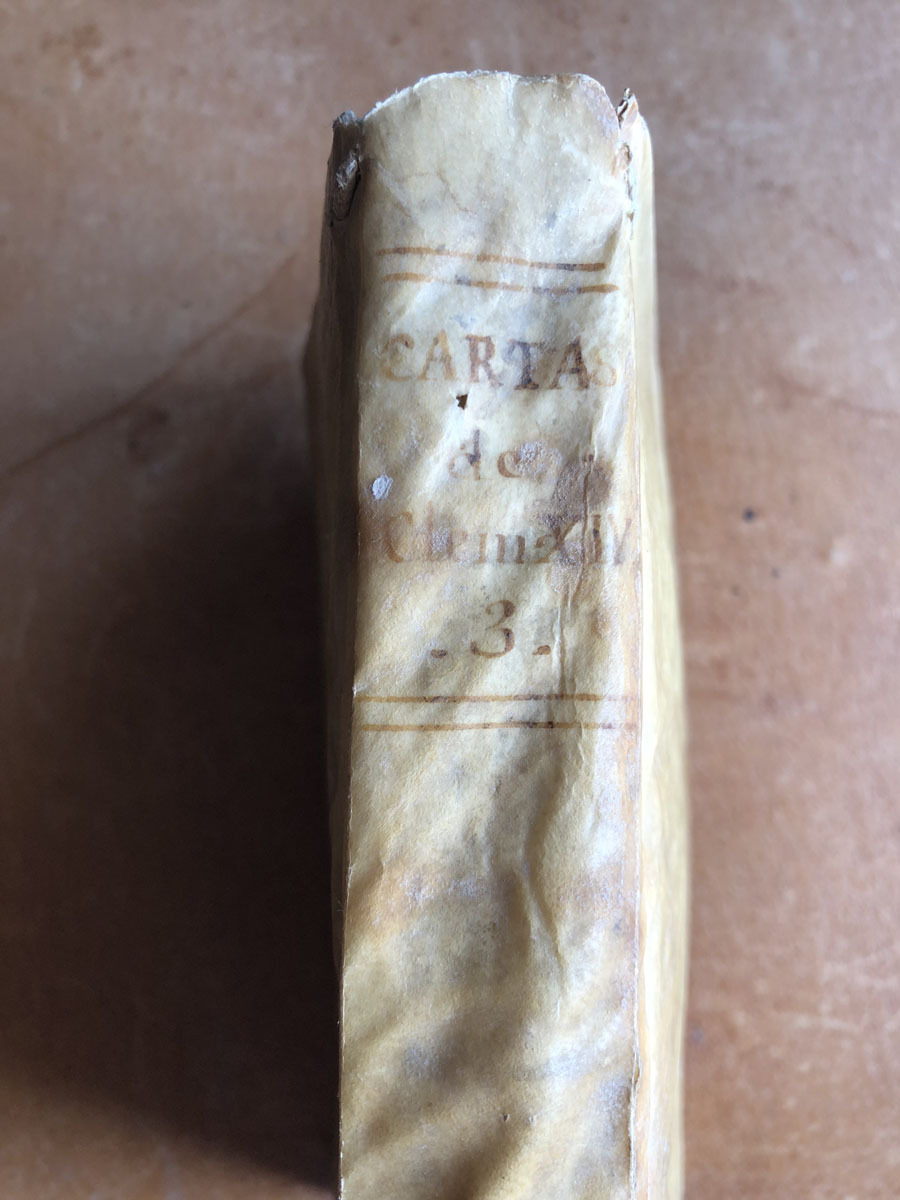 CARTAS
de
Clem XIV
. 3 .